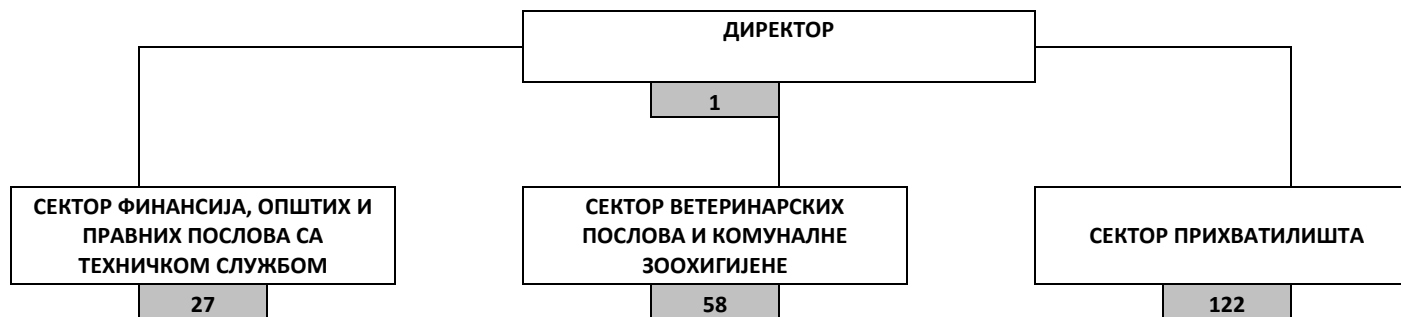 ДИРЕКТОР
1
СЕКТОР ФИНАНСИЈА, ОПШТИХ И
ПРАВНИХ ПОСЛОВА СА
ТЕХНИЧКОМ СЛУЖБОМ
27
СЕКТОР ВЕТЕРИНАРСКИХ
ПОСЛОВА И КОМУНАЛНЕ
ЗООХИГИЈЕНЕ
58
СЕКТОР ПРИХВАТИЛИШТА
122